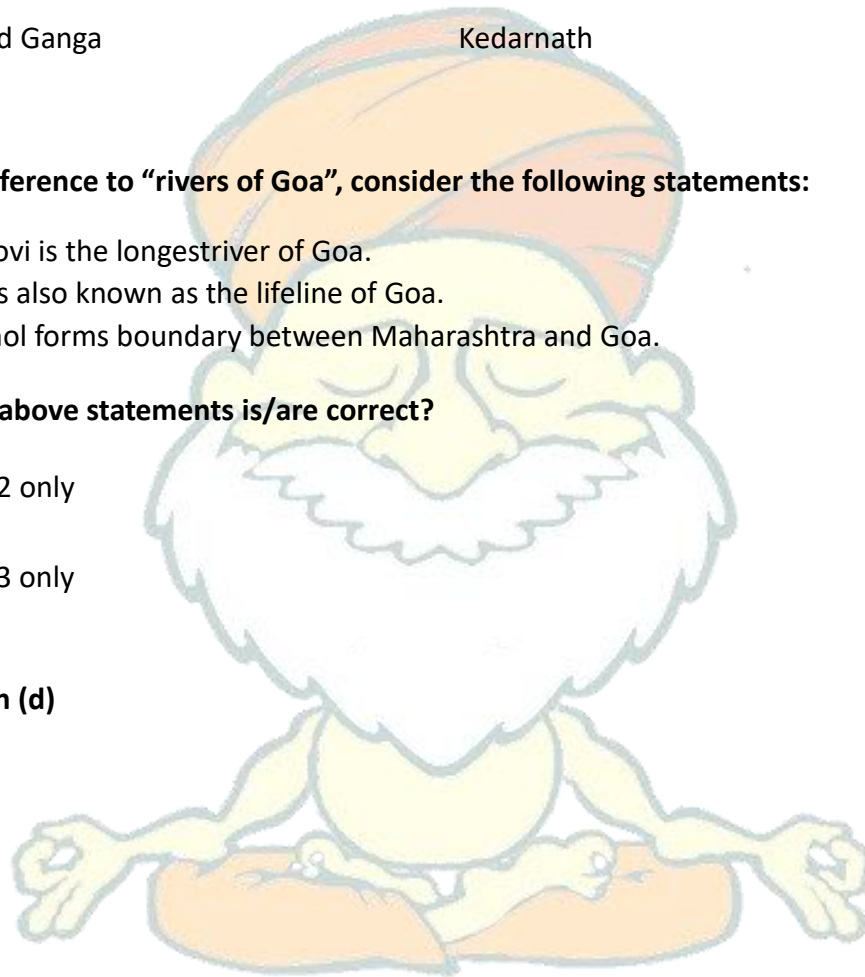 d Ganga Kedarnath
ference to “rivers of Goa”, consider the following statements:
ovi is the longestriver of Goa.
s also known as the lifeline of Goa.
ol forms boundary between Maharashtra and Goa.
above statements is/are correct?
2 only
3 only
n (d)